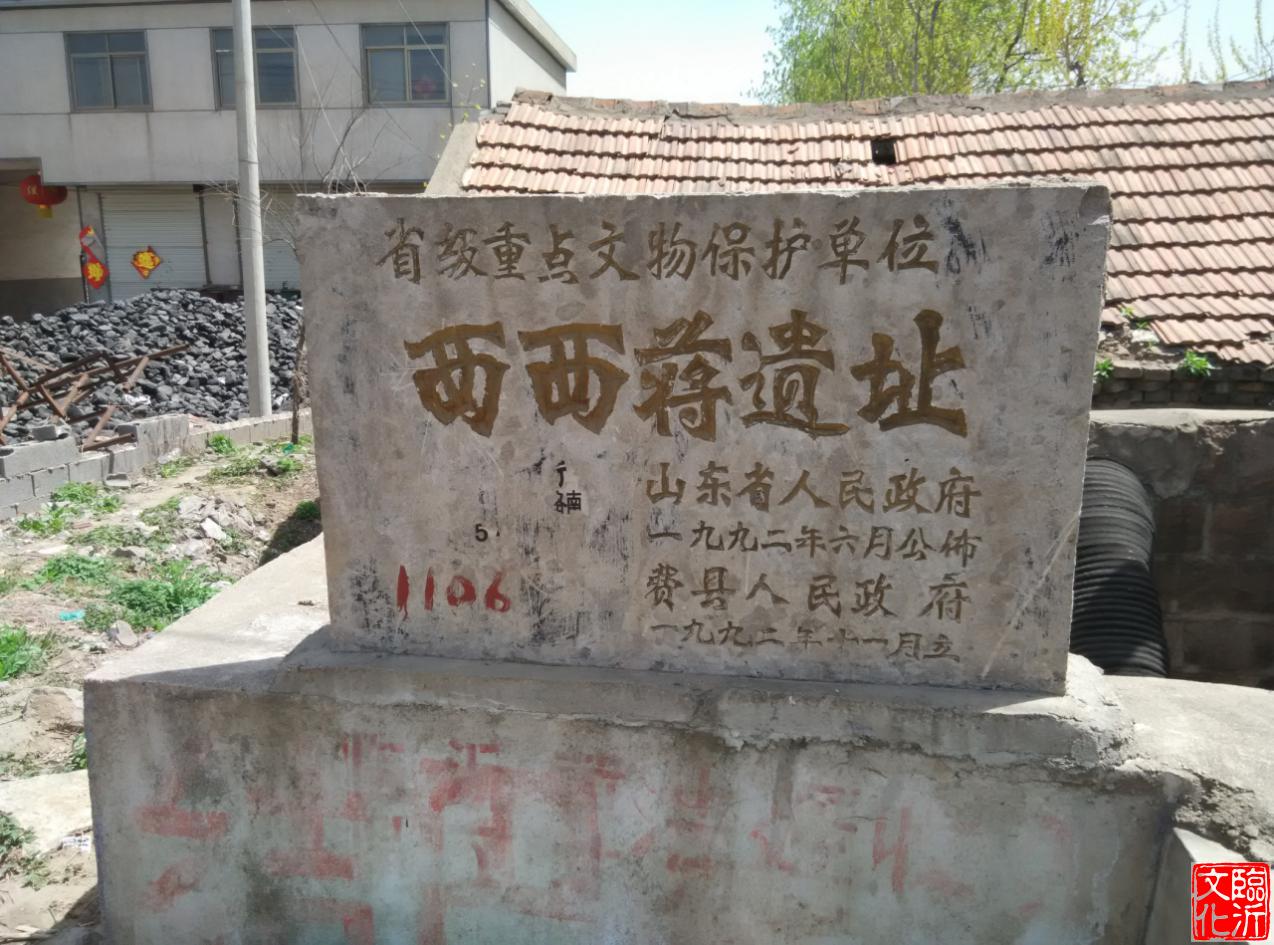 省级重点文物保护单位
西西蒋遗址
山东省人民政府
一九九二年六月公佈
费县人民政府
一九九二年十一月立
5
1106
臨沂
文化